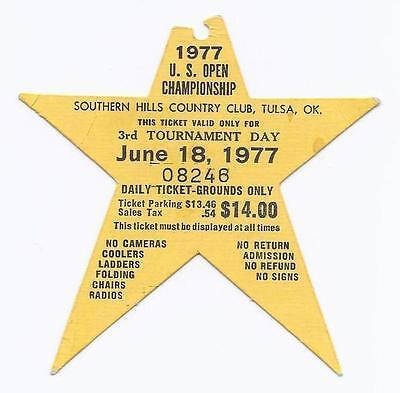 1977
U. S. OPEN
CHAMPIONSHIP
SOUTHERN HILLS COUNTRY CLUB, TULSA, OK.
THIS TICKET VALID ONLY FOR
3rd TOURNAMENT DAY
June 18, 1977
08246
DAILY TICKET-GROUNDS ONLY
Ticket Parking $13.46
Sales Tax .54 $14.00
This ticket must be displayed at all times
NO CAMERAS
COOLERS
LADDERS
FOLDING
CHAIRS
RADIOS
NO RETURN
ADMISSION
NO REFUND
NO SIGNS